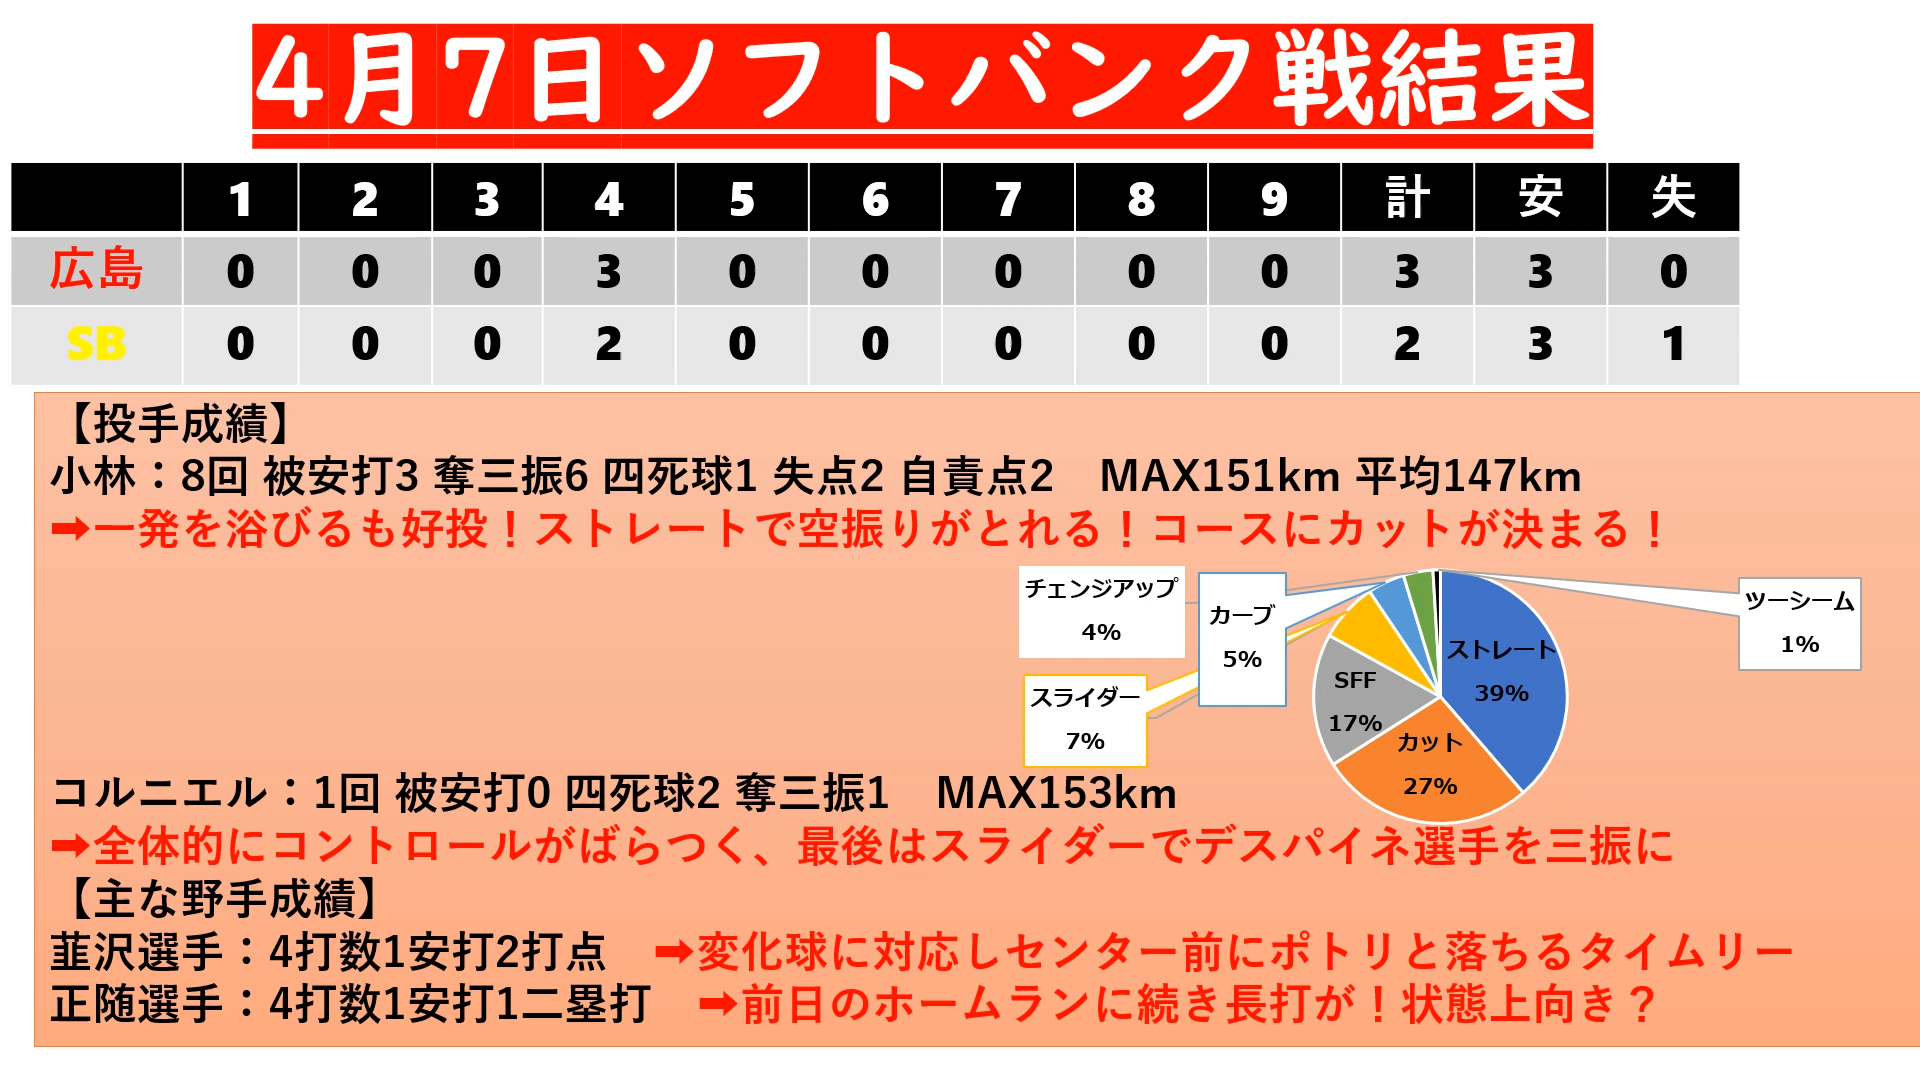 4月7日ソフトバンク戦結果
1 2 3 4 5 6 7 8 9 計 安 失
広島 0 0 0 3 0 0 0 0 0 3 3 0
SB 0 0 0 2 0 0 0 0 0 2 3 1
【投手成績】
小林：8回 被安打3 奪三振6 四死球1 失点2 自責点2　MAX151km 平均147km
➡一発を浴びるも好投！ストレートで空振りがとれる！コースにカットが決まる！
チェンジアップ
4%
カーブ
5%
ツーシーム
1%
スライダー
7%
SFF
17%
ストレート
39%
カット
27%
コルニエル：1回 被安打0 四死球2 奪三振1　MAX153km
➡全体的にコントロールがばらつく、最後はスライダーでデスパイネ選手を三振に
【主な野手成績】
韮沢選手：4打数1安打2打点　➡変化球に対応しセンター前にポトリと落ちるタイムリー
正随選手：4打数1安打1二塁打　➡前日のホームランに続き長打が！状態上向き？